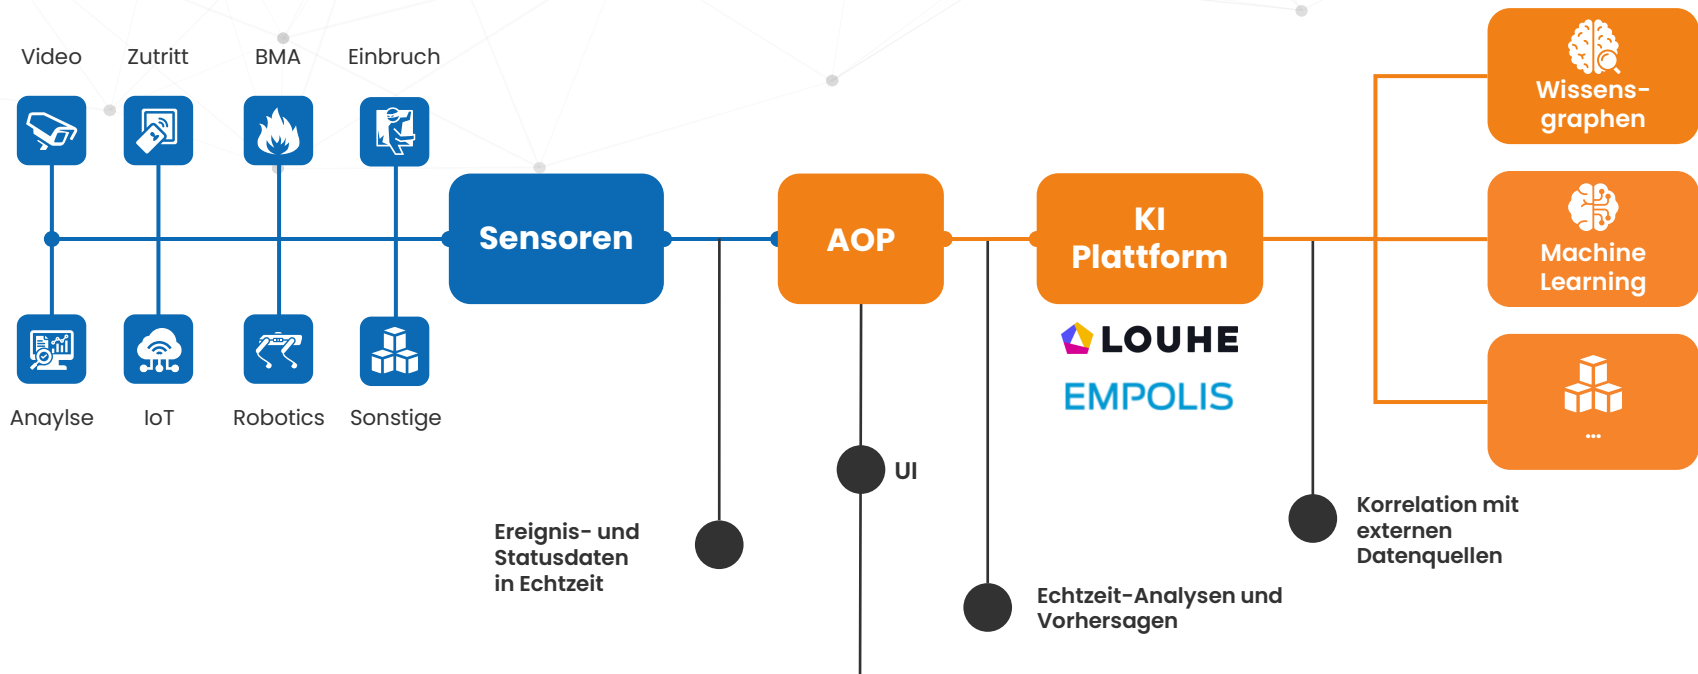 Video
Zutritt
BMA
Einbruch
Anaylse
IoT
Robotics
Sonstige
Sensoren
Ereignis- und
Statusdaten
in Echtzeit
AOP
UI
KI
Plattform
LOUHE
EMPOLIS
Echtzeit-Analysen und
Vorhersagen
Korrelation mit
externen
Datenquellen
Wissens-
graphen
Machine
Learning
...